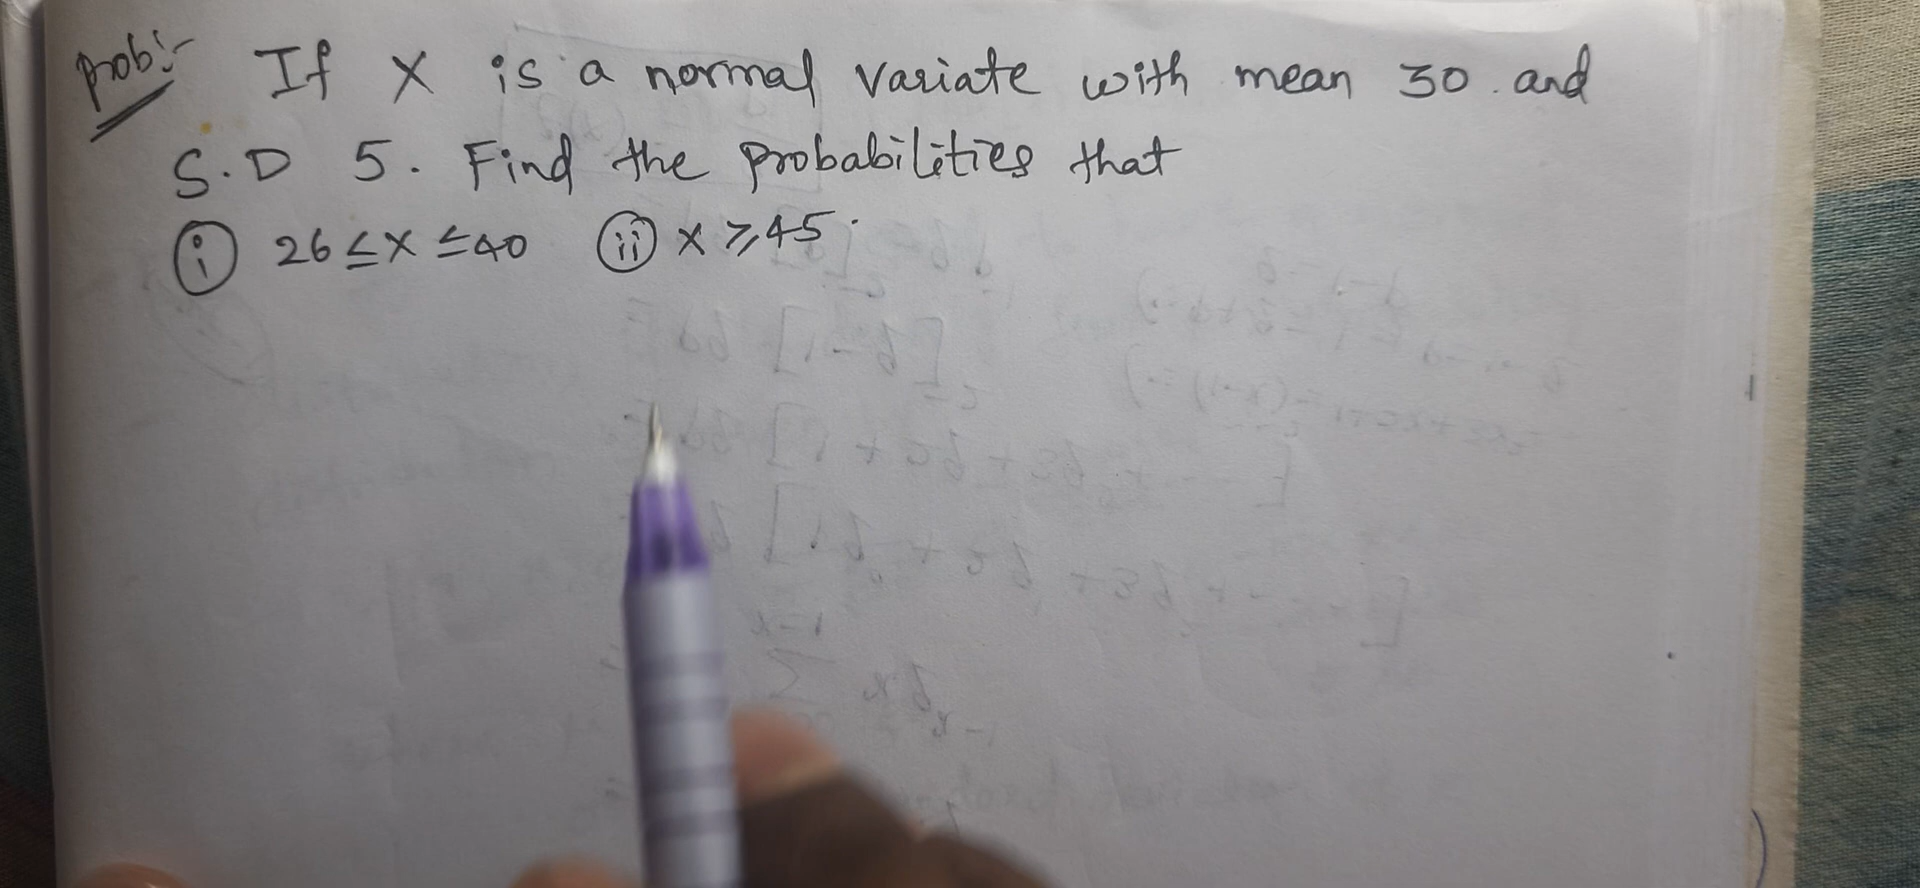 prob:- If X is a normal variate with mean 30 and
S.D 5. Find the probabilities that
(i) 26 ≤ X ≤ 40 (ii) X ≥ 45.